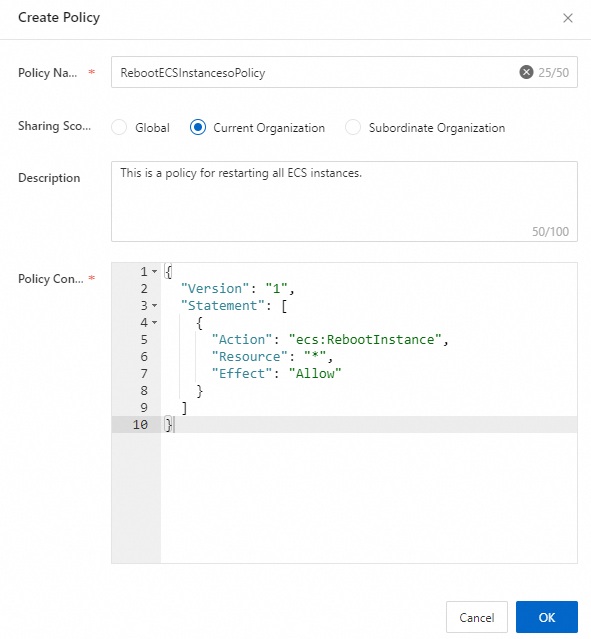 Create Policy
Policy Na... * RebootECSInstancesoPolicy 25/50
Sharing Sco... Global Current Organization Subordinate Organization
Description This is a policy for restarting all ECS instances.
50/100
Policy Con... * 1 {
2 "Version": "1",
3 "Statement": [
4 {
5 "Action": "ecs:RebootInstance",
6 "Resource": "*",
7 "Effect": "Allow"
8 }
9 ]
10 }
Cancel OK